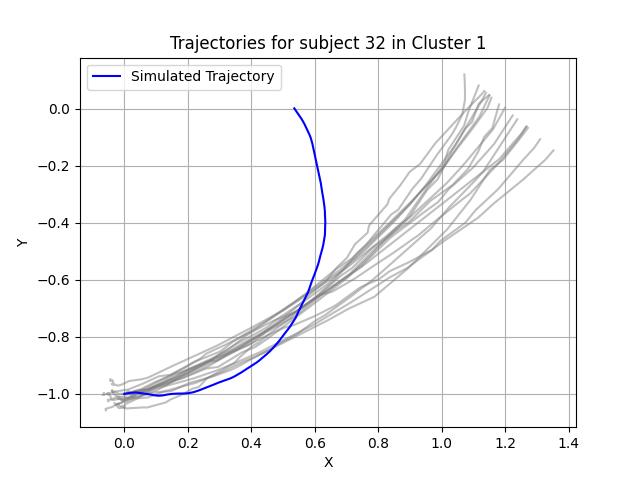 Trajectories for subject 32 in Cluster 1
Simulated Trajectory
Y
0.0
−0.2
−0.4
−0.6
−0.8
−1.0
0.0 0.2 0.4 0.6 0.8 1.0 1.2 1.4
X